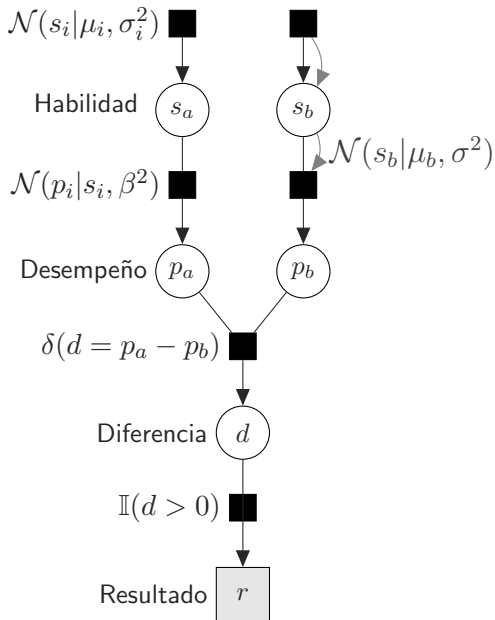 𝒩(s_i|μ_i, σ_i^2)
Habilidad s_a s_b
𝒩(s_b|μ_b, σ^2)
𝒩(p_i|s_i, β^2)
Desempeño p_a p_b
δ(d = p_a − p_b)
Diferencia d
𝕀(d > 0)
Resultado r